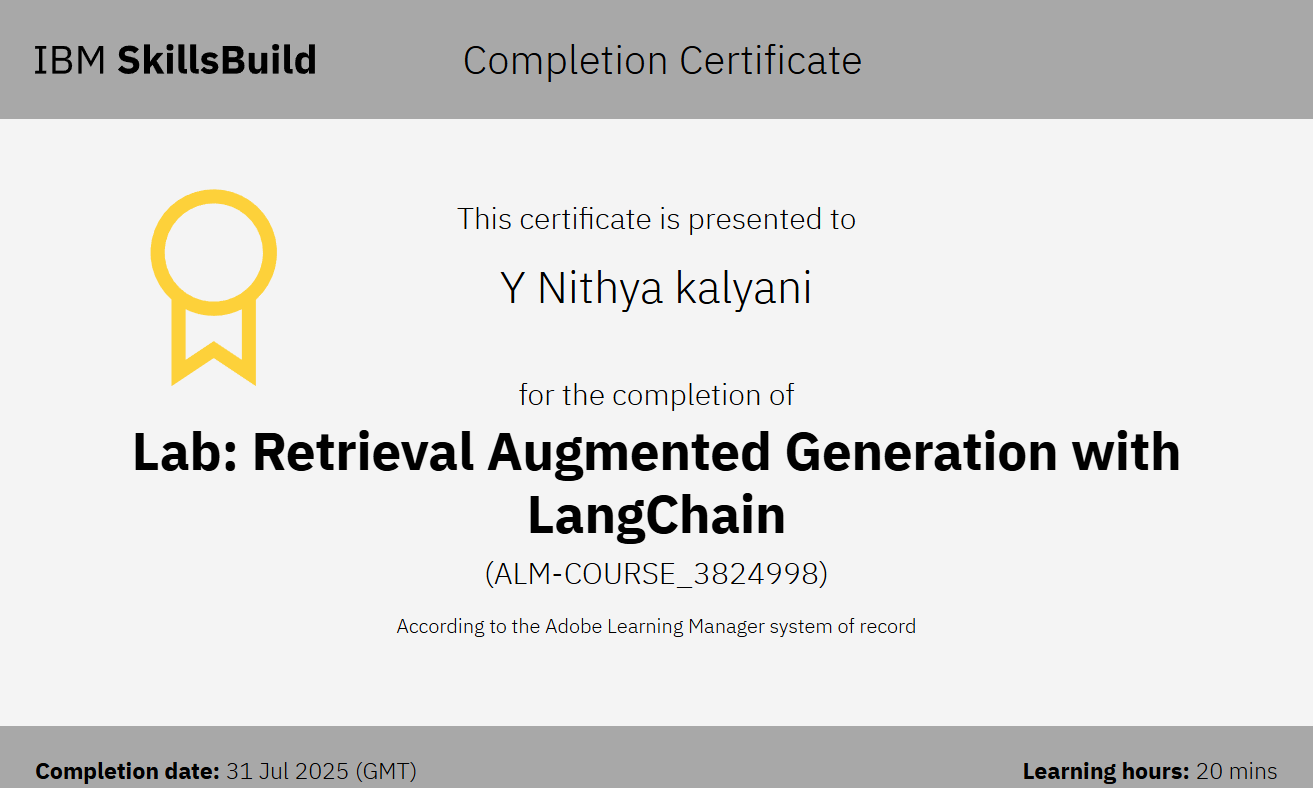 IBM SkillsBuild
Completion Certificate
This certificate is presented to
Y Nithya kalyani
for the completion of
Lab: Retrieval Augmented Generation with
LangChain
(ALM-COURSE_3824998)
According to the Adobe Learning Manager system of record
Completion date: 31 Jul 2025 (GMT)
Learning hours: 20 mins